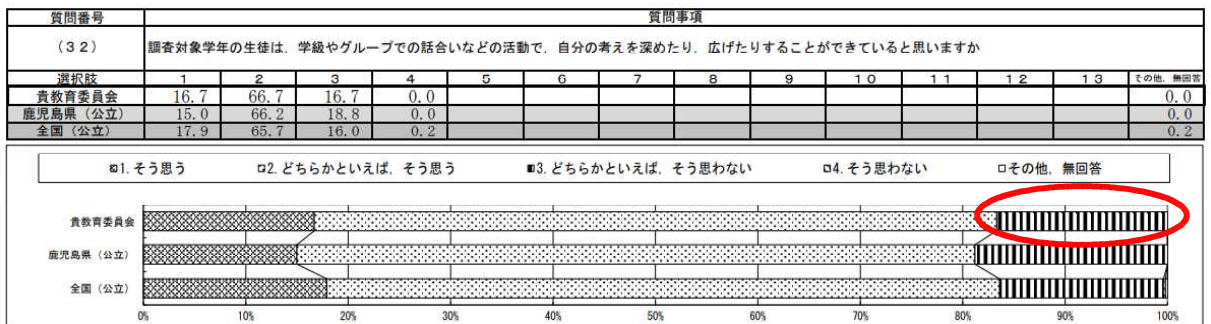 質問番号 質問事項
（３２） 調査対象学年の生徒は，学級やグループでの話合いなどの活動で，自分の考えを深めたり，広げたりすることができていると思いますか
選択肢 1 2 3 4 5 6 7 8 9 10 11 12 13 その他，無回答
貴教育委員会 16.7 66.7 16.7 0.0 0.0
鹿児島県（公立） 15.0 66.2 18.8 0.0 0.0
全国（公立） 17.9 65.7 16.0 0.2 0.2
1.そう思う 2.どちらかといえば，そう思う 3.どちらかといえば，そう思わない 4.そう思わない その他，無回答
貴教育委員会
鹿児島県（公立）
全国（公立）
0% 10% 20% 30% 40% 50% 60% 70% 80% 90% 100%